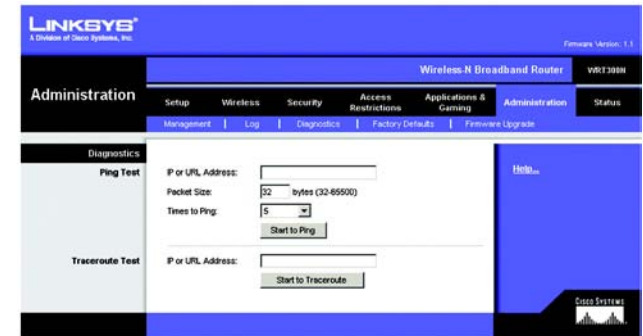 LINKSYS®
A Division of Cisco Systems, Inc.
Firmware Version: 1.1
Wireless-N Broadband Router WRT300N
Administration
Setup Wireless Security Access Restrictions Applications & Gaming Administration Status
Management | Log | Diagnostics | Factory Defaults | Firmware Upgrade
Diagnostics
Ping Test
IP or URL Address:
Packet Size: 32 bytes (32-65500)
Times to Ping: 5
Start to Ping
Traceroute Test
IP or URL Address:
Start to Traceroute
Help...
CISCO SYSTEMS